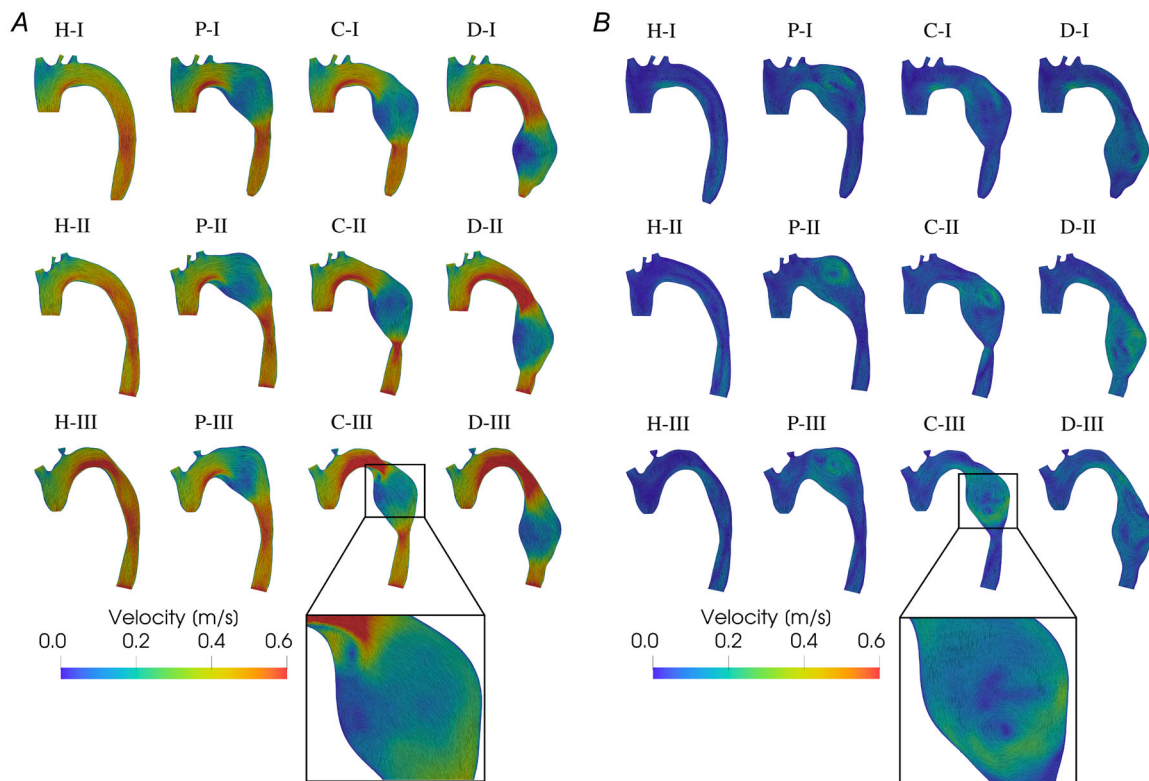 A
H-I P-I C-I D-I
H-II P-II C-II D-II
H-III P-III C-III D-III
Velocity [m/s]
0.0 0.2 0.4 0.6
B
H-I P-I C-I D-I
H-II P-II C-II D-II
H-III P-III C-III D-III
Velocity [m/s]
0.0 0.2 0.4 0.6